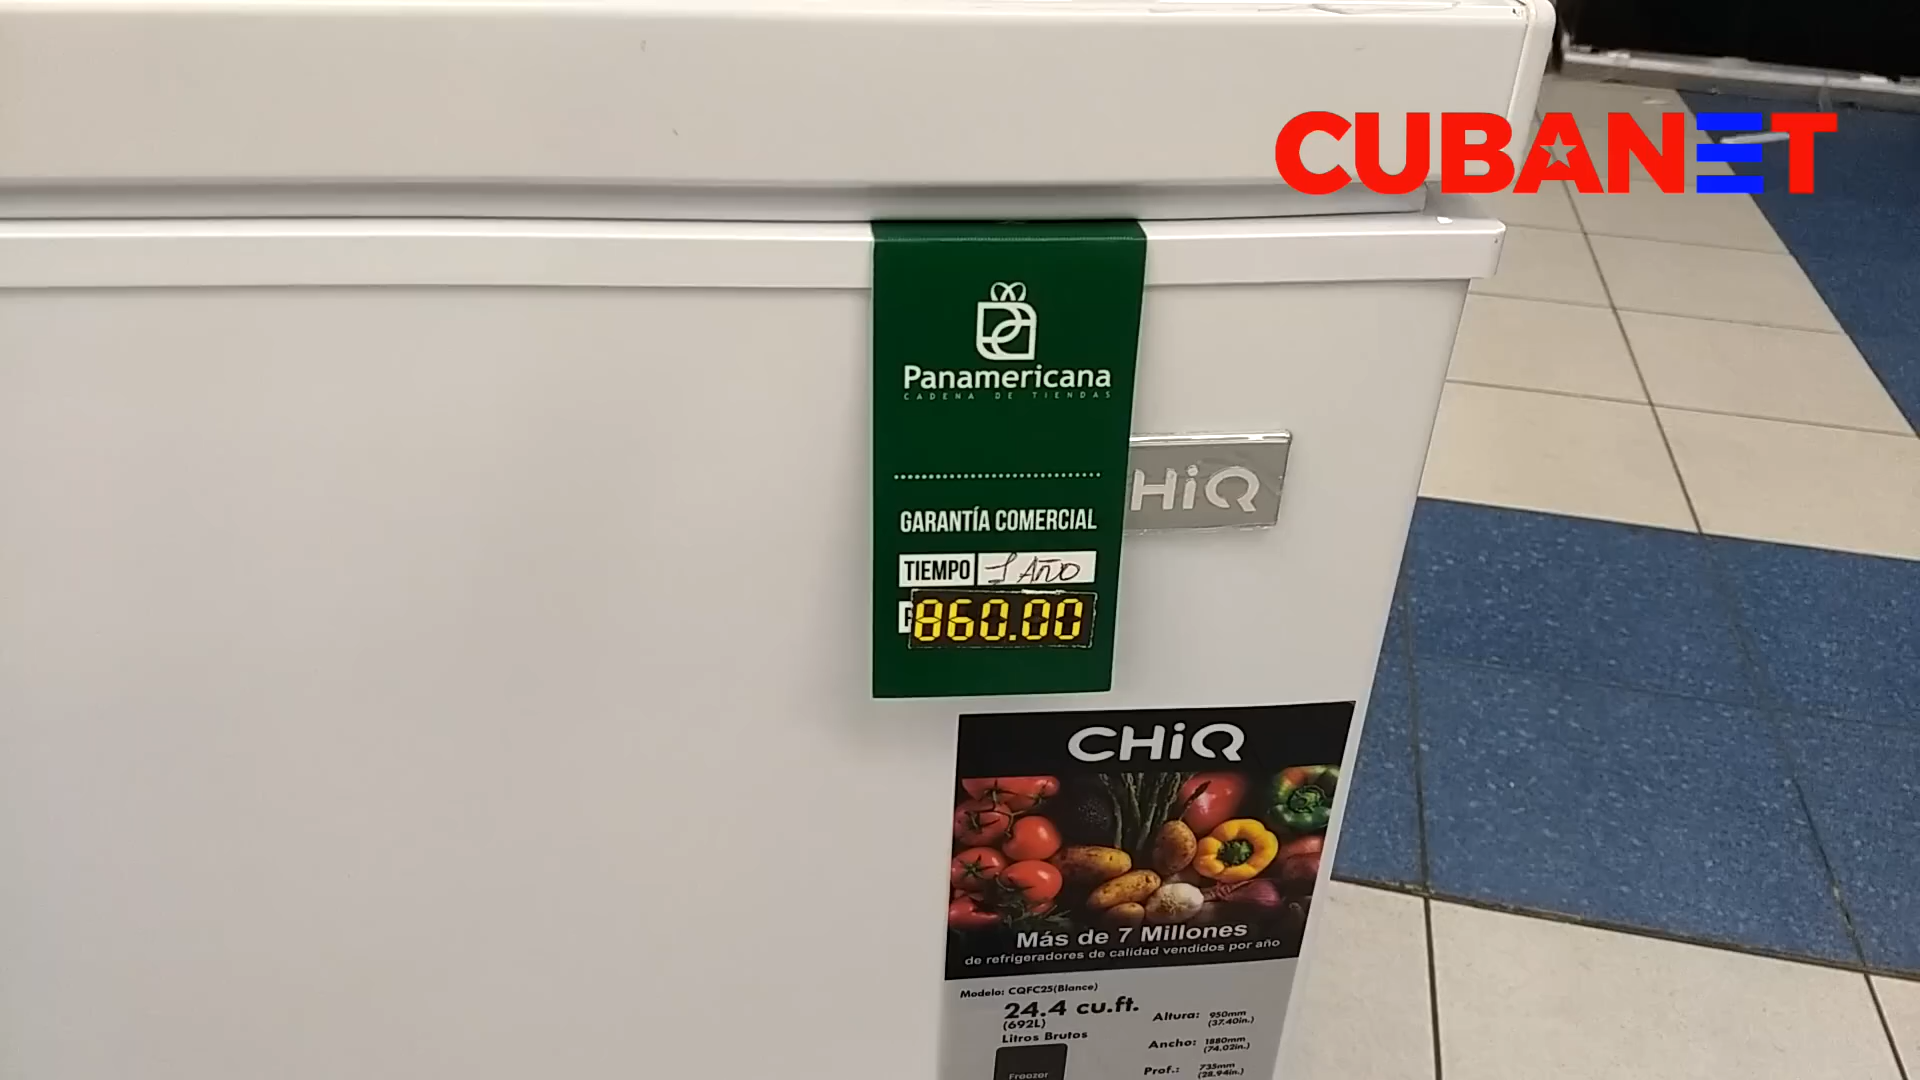 CUBANET
Panamericana
CADENA DE TIENDAS
GARANTÍA COMERCIAL
TIEMPO 1 AÑO
860.00
HiQ
CHiQ
Más de 7 Millones
de refrigeradores de calidad vendidos por año
Modelo: CQFC25(Blance)
24.4 cu.ft.
(692L)
Litros Brutos
Freezer
Altura: 950mm
(37.40in.)
Ancho: 1880mm
(74.02in.)
Prof.: 735mm
(28.94in.)